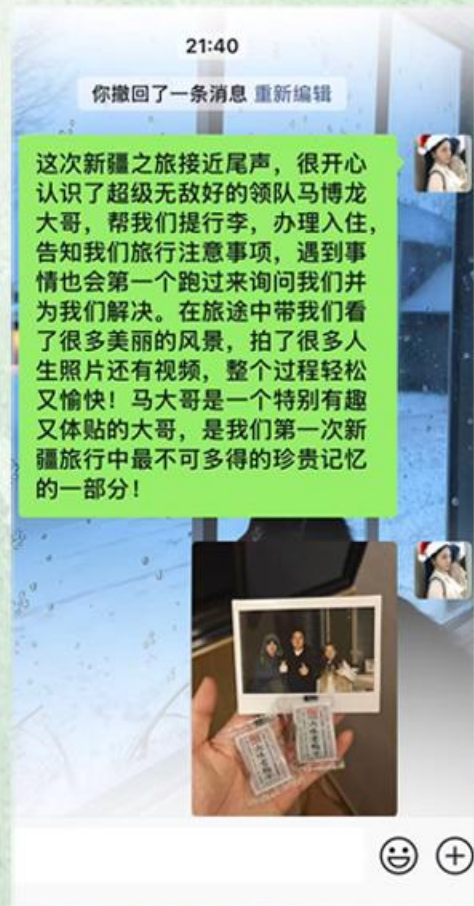 21:40
你撤回了一条消息 重新编辑
这次新疆之旅接近尾声，很开心
认识了超级无敌好的领队马博龙
大哥，帮我们提行李，办理入住，
告知我们旅行注意事项，遇到事
情也会第一个跑过来询问我们并
为我们解决。在旅途中带我们看
了很多美丽的风景，拍了很多人
生照片还有视频，整个过程轻松
又愉快！马大哥是一个特别有趣
又体贴的大哥，是我们第一次新
疆旅行中最不可多得的珍贵记忆
的一部分！